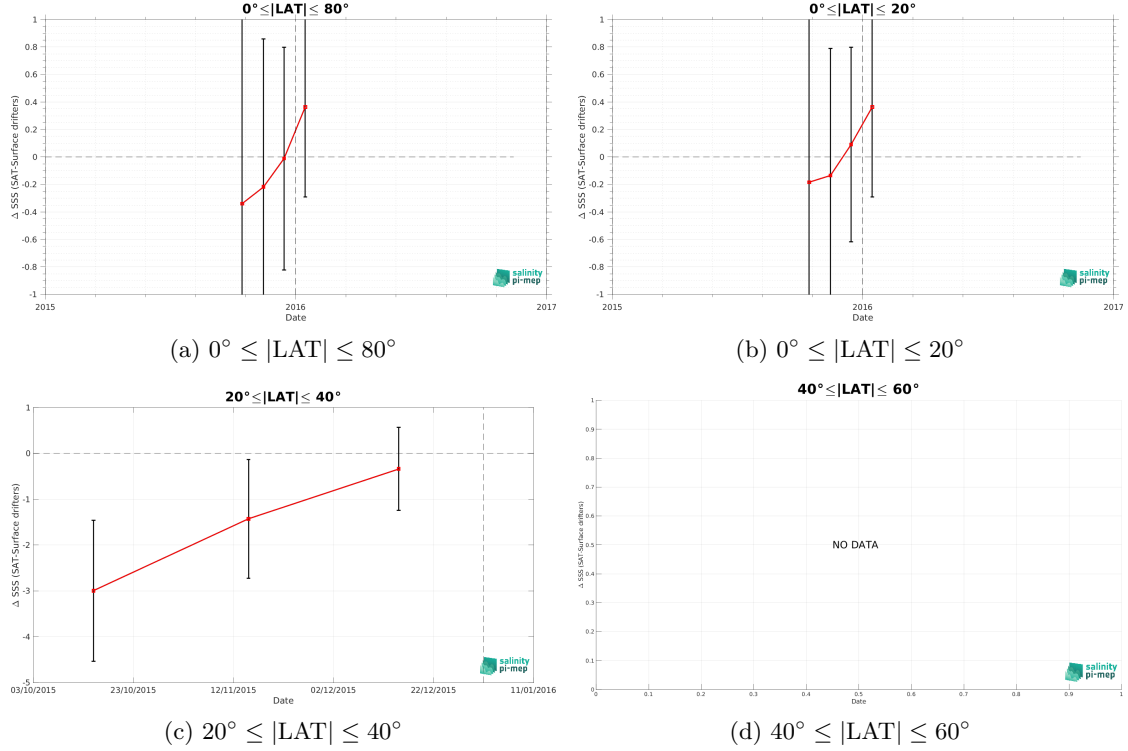 0°≤|LAT|≤ 80°
1
0.8
0.6
0.4
0.2
0
-0.2
-0.4
-0.6
-0.8
-1
Δ SSS (SAT-Surface drifters)
salinity
pi-mep
2015
2016
2017
Date
(a) 0° ≤ |LAT| ≤ 80°
0°≤|LAT|≤ 20°
1
0.8
0.6
0.4
0.2
0
-0.2
-0.4
-0.6
-0.8
-1
Δ SSS (SAT-Surface drifters)
salinity
pi-mep
2015
2016
2017
Date
(b) 0° ≤ |LAT| ≤ 20°
20°≤|LAT|≤ 40°
1
0
-1
-2
-3
-4
-5
Δ SSS (SAT-Surface drifters)
salinity
pi-mep
03/10/2015
23/10/2015
12/11/2015
02/12/2015
22/12/2015
11/01/2016
Date
(c) 20° ≤ |LAT| ≤ 40°
40°≤|LAT|≤ 60°
1
0.9
0.8
0.7
0.6
0.5
0.4
0.3
0.2
0.1
0
Δ SSS (SAT-Surface drifters)
NO DATA
salinity
pi-mep
0
0.1
0.2
0.3
0.4
0.5
0.6
0.7
0.8
0.9
1
Date
(d) 40° ≤ |LAT| ≤ 60°